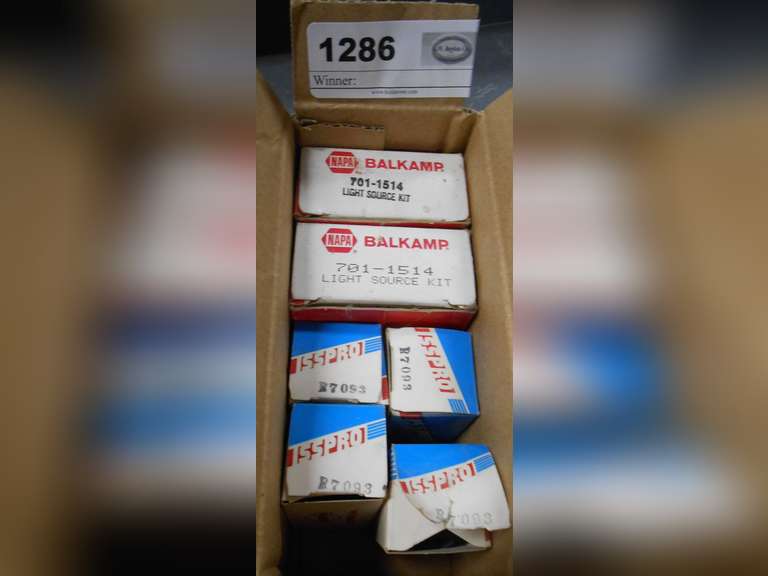 1286
Winner:
NAPA BALKAMP
701-1514
LIGHT SOURCE KIT
NAPA BALKAMP
701-1514
LIGHT SOURCE KIT
ISSPRO
R7093
ISSPRO
R7093
ISSPRO
R7093
ISSPRO
R7093